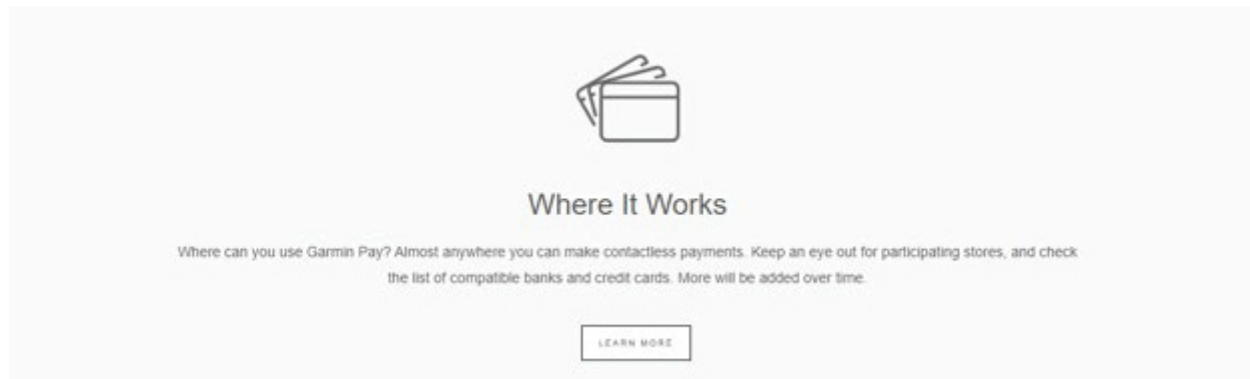 Where It Works
Where can you use Garmin Pay? Almost anywhere you can make contactless payments. Keep an eye out for participating stores, and check
the list of compatible banks and credit cards. More will be added over time.
LEARN MORE